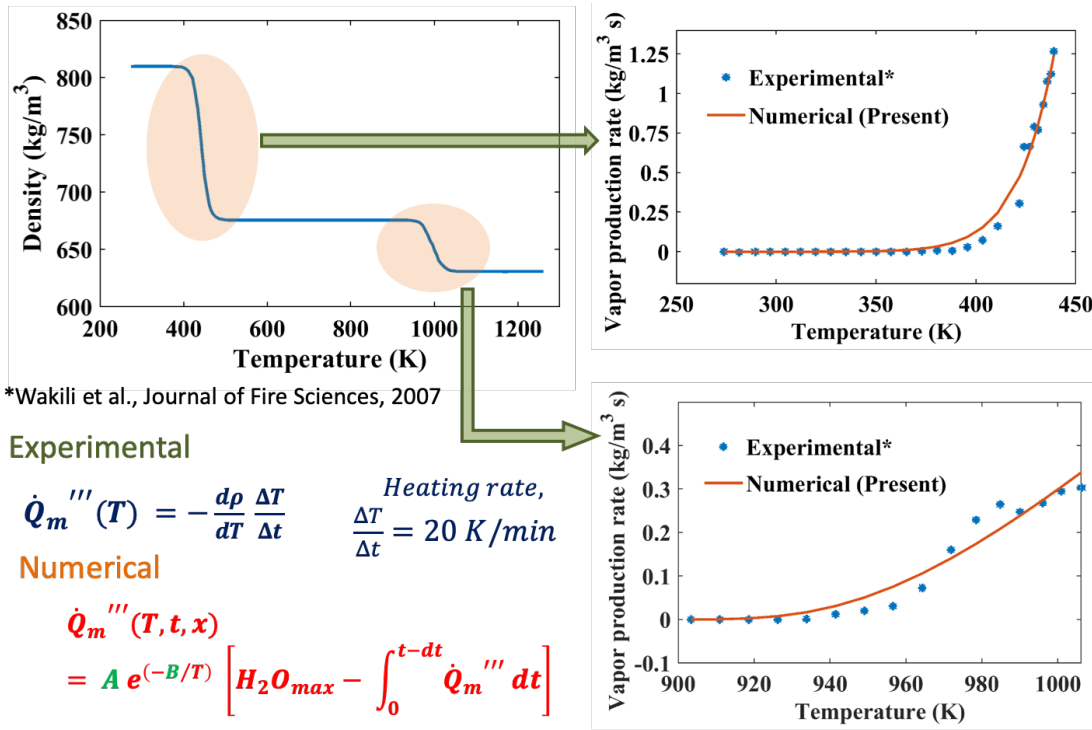 850
800
750
700
650
600
200
400
600
800
1000
1200
Density (kg/m³)
Temperature (K)
1.25
1
0.75
0.5
0.25
0
250
300
350
400
450
Vapor production rate (kg/m³ s)
Temperature (K)
Experimental*
Numerical (Present)
*Wakili et al., Journal of Fire Sciences, 2007
Experimental
Q̇ₘ‴(T) = −dρ/dT ΔT/Δt
Heating rate,
ΔT/Δt = 20 K/min
Numerical
Q̇ₘ‴(T, t, x)
= A e^(−B/T) [H₂Oₘₐₓ − ∫₀^(t−dt) Q̇ₘ‴ dt]
0.4
0.3
0.2
0.1
0
-0.1
900
920
940
960
980
1000
Vapor production rate (kg/m³ s)
Temperature (K)
Experimental*
Numerical (Present)